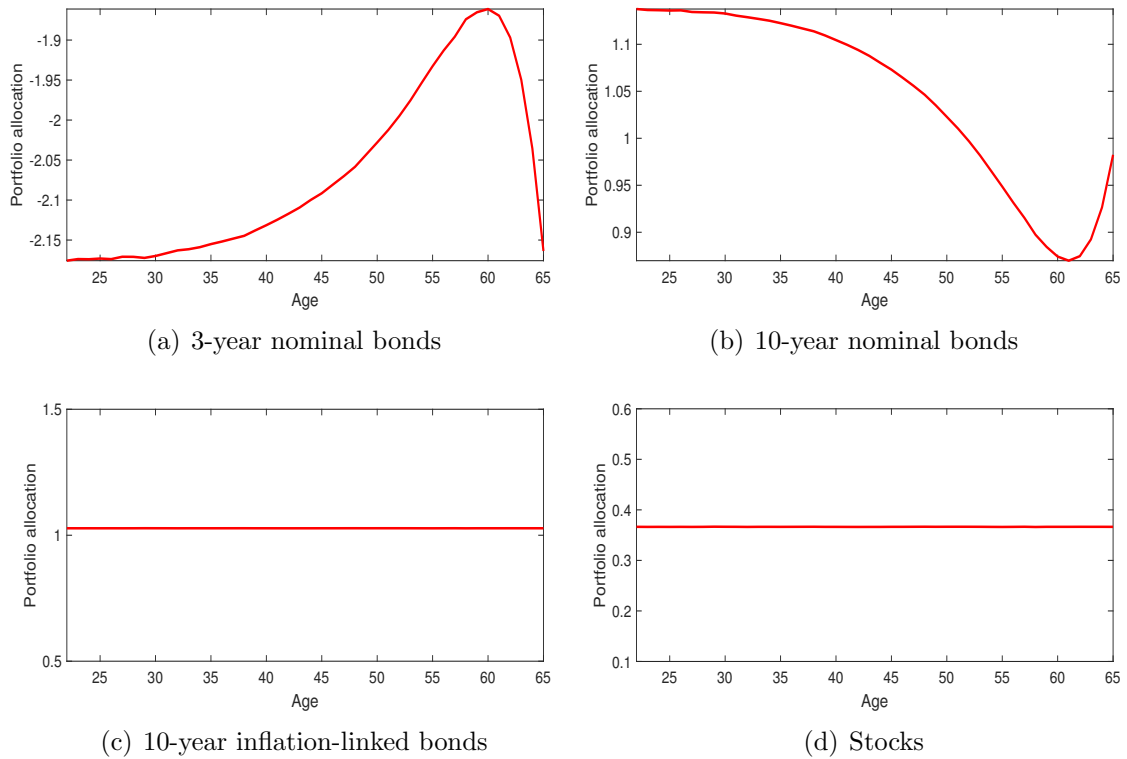 Portfolio allocation
-1.9
-1.95
-2
-2.05
-2.1
-2.15
25 30 35 40 45 50 55 60 65
Age
(a) 3-year nominal bonds
Portfolio allocation
1.1
1.05
1
0.95
0.9
25 30 35 40 45 50 55 60 65
Age
(b) 10-year nominal bonds
Portfolio allocation
1.5
1
0.5
25 30 35 40 45 50 55 60 65
Age
(c) 10-year inflation-linked bonds
Portfolio allocation
0.6
0.5
0.4
0.3
0.2
0.1
25 30 35 40 45 50 55 60 65
Age
(d) Stocks